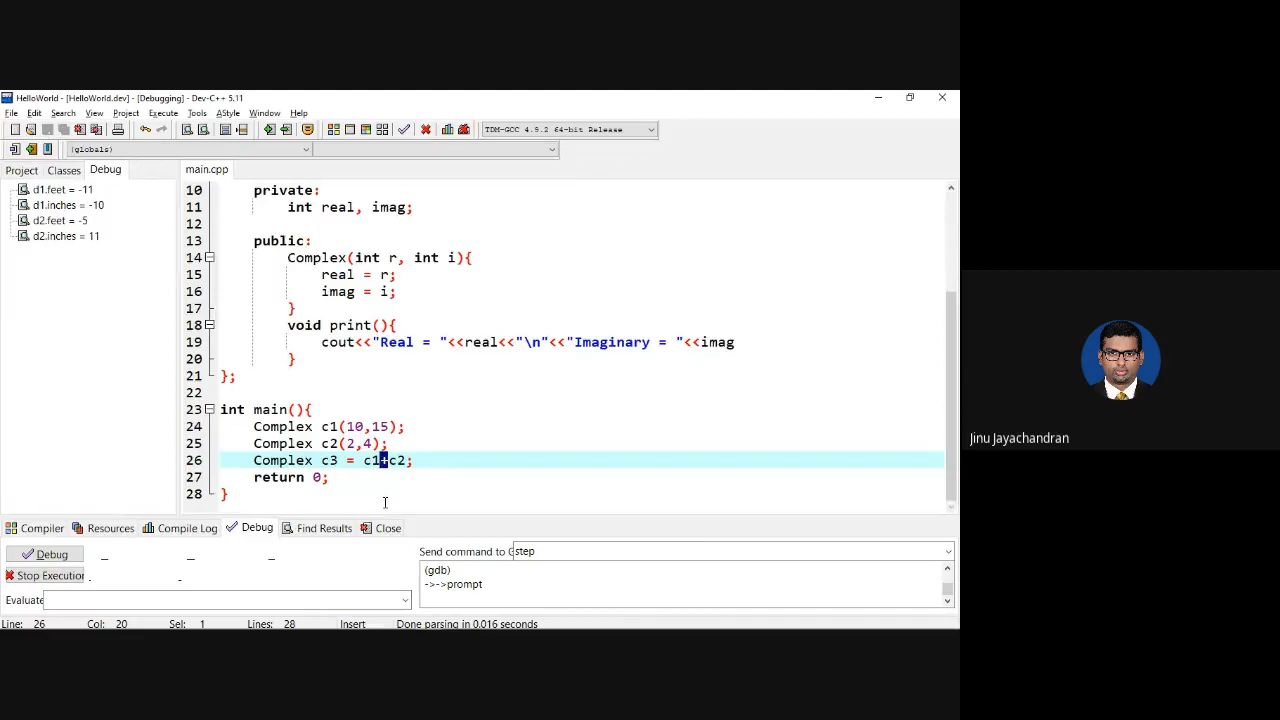 HelloWorld - [HelloWorld.dev] - [Debugging] - Dev-C++ 5.11
File Edit Search View Project Execute Tools AStyle Window Help
TDM-GCC 4.9.2 64-bit Release
(globals)
Project Classes Debug
main.cpp
d1.feet = -11
d1.inches = -10
d2.feet = -5
d2.inches = 11
10 private:
11 int real, imag;
12
13 public:
14 Complex(int r, int i){
15 real = r;
16 imag = i;
17 }
18 void print(){
19 cout<<"Real = "<<real<<"\n"<<"Imaginary = "<<imag
20 }
21 };
22
23 int main(){
24 Complex c1(10,15);
25 Complex c2(2,4);
26 Complex c3 = c1+c2;
27 return 0;
28 }
Jinu Jayachandran
Compiler Resources Compile Log Debug Find Results Close
Debug
Send command to G step
Stop Execution
(gdb)
->->prompt
Evaluate
Line: 26 Col: 20 Sel: 1 Lines: 28 Insert Done parsing in 0.016 seconds